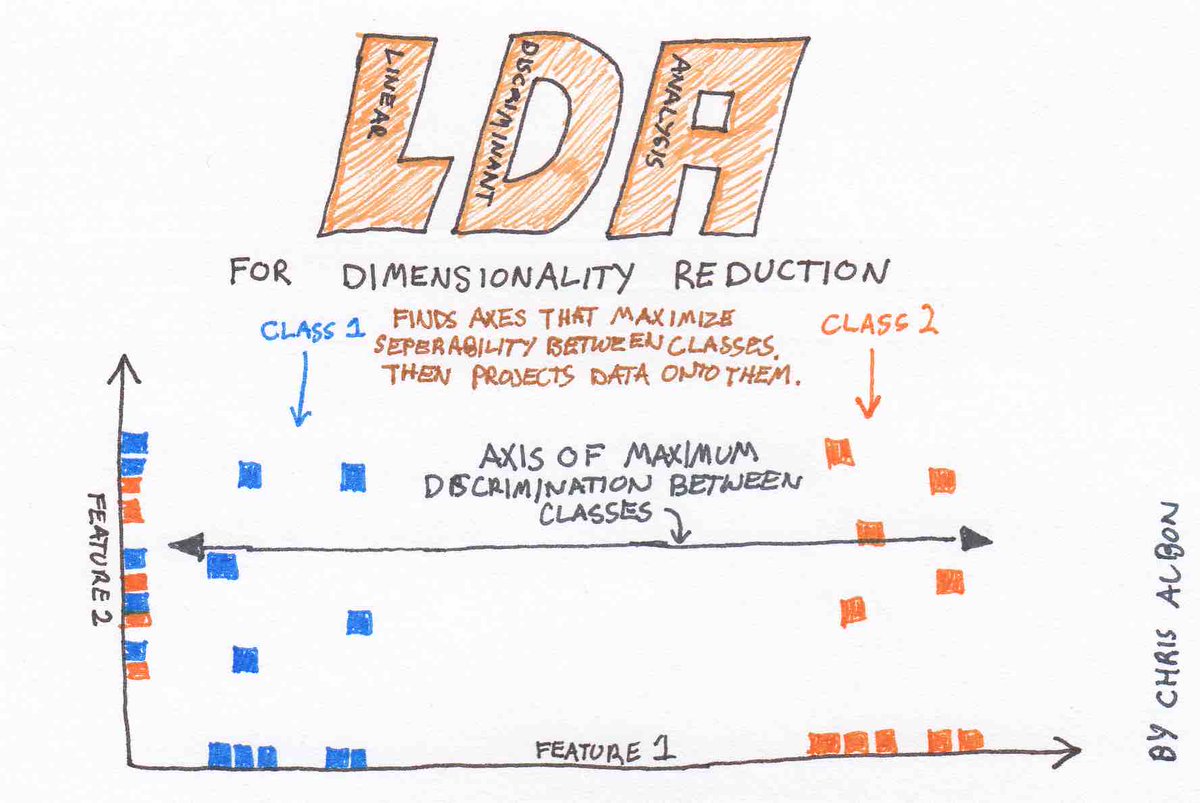 LDA
LINEAR
DISCRIMINANT
ANALYSIS
FOR DIMENSIONALITY REDUCTION
CLASS 1
FINDS AXES THAT MAXIMIZE
SEPERABILITY BETWEEN CLASSES.
THEN PROJECTS DATA ONTO THEM.
CLASS 2
AXIS OF MAXIMUM
DISCRIMINATION BETWEEN
CLASSES
FEATURE 2
FEATURE 1
BY CHRIS ALBON